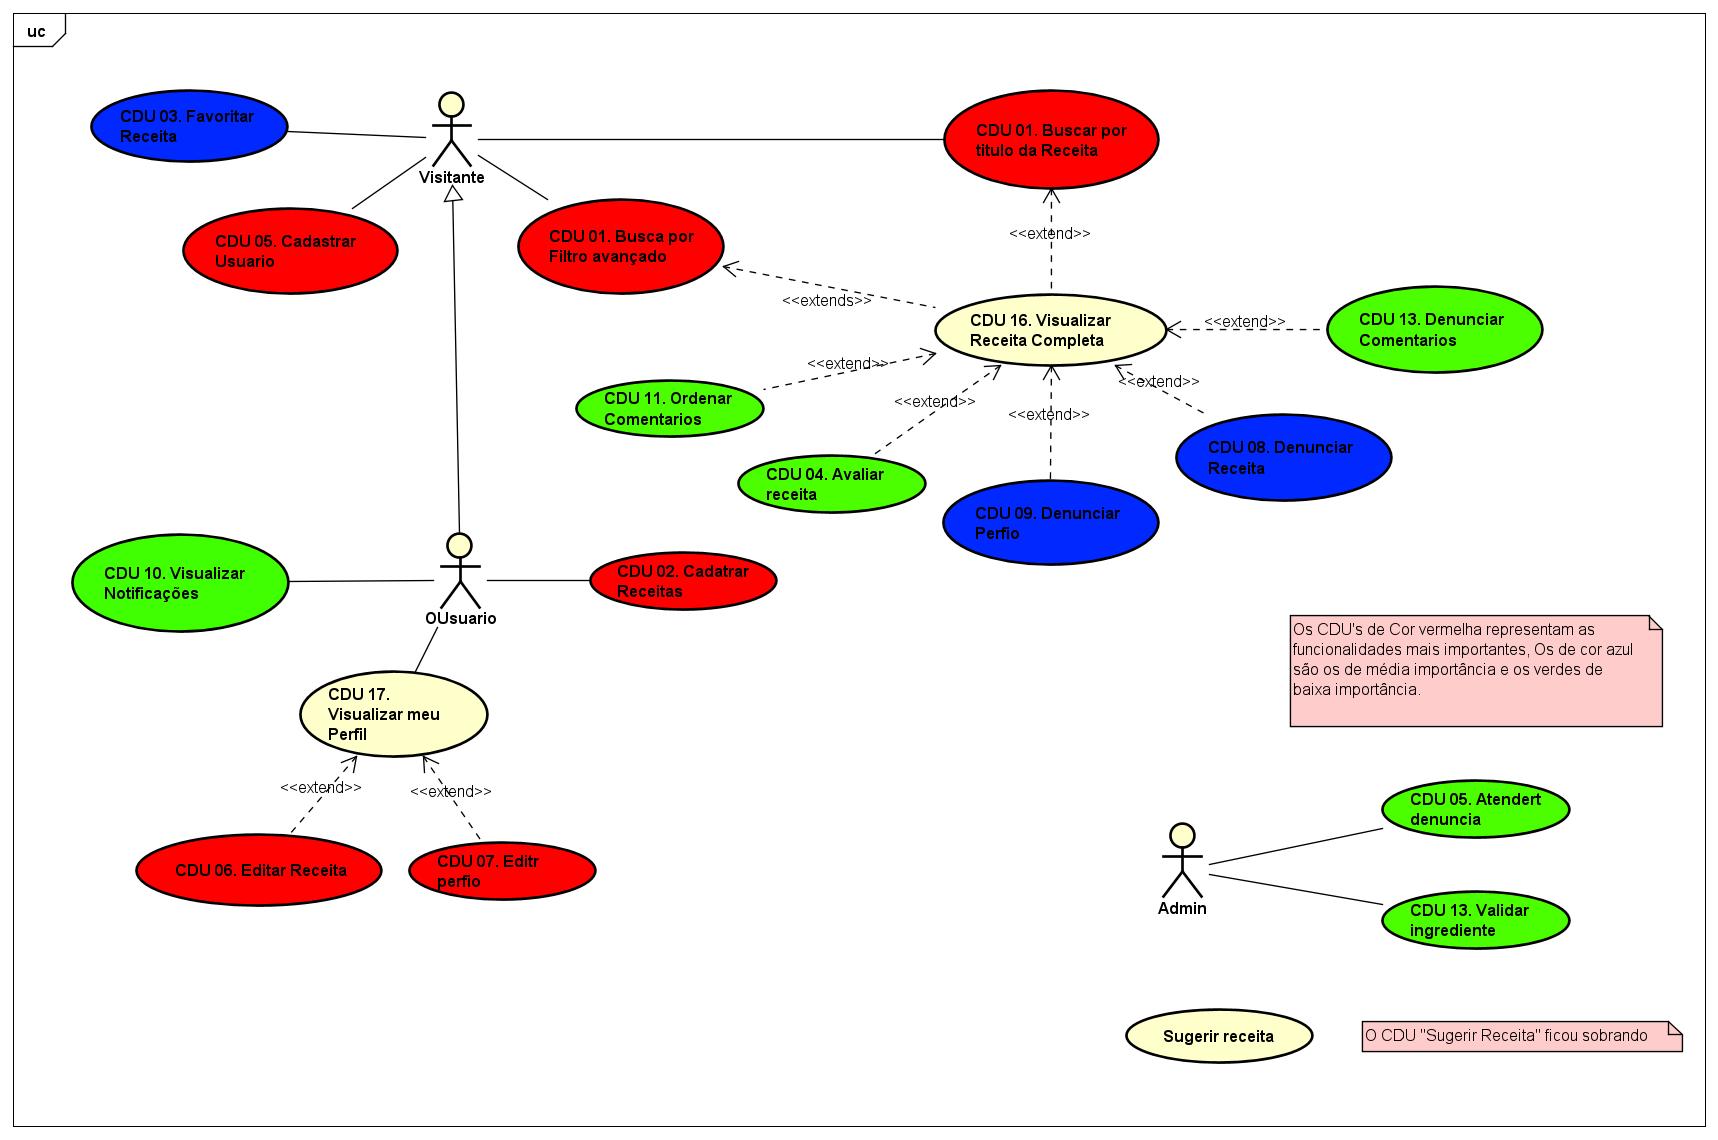 uc
CDU 03. Favoritar
Receita
Visitante
CDU 01. Buscar por
titulo da Receita
CDU 05. Cadastrar
Usuario
CDU 01. Busca por
Filtro avançado
<<extend>>
<<extends>>
CDU 16. Visualizar
Receita Completa
<<extend>>
CDU 13. Denunciar
Comentarios
<<extend>>
CDU 11. Ordenar
Comentarios
<<extend>>
<<extend>>
<<extend>>
CDU 04. Avaliar
receita
CDU 09. Denunciar
Perfio
CDU 08. Denunciar
Receita
CDU 10. Visualizar
Notificações
OUsuario
CDU 02. Cadatrar
Receitas
Os CDU's de Cor vermelha representam as
funcionalidades mais importantes, Os de cor azul
são os de média importância e os verdes de
baixa importância.
CDU 17.
Visualizar meu
Perfil
<<extend>>
<<extend>>
CDU 06. Editar Receita
CDU 07. Editr
perfio
Admin
CDU 05. Atendert
denuncia
CDU 13. Validar
ingrediente
Sugerir receita
O CDU "Sugerir Receita" ficou sobrando